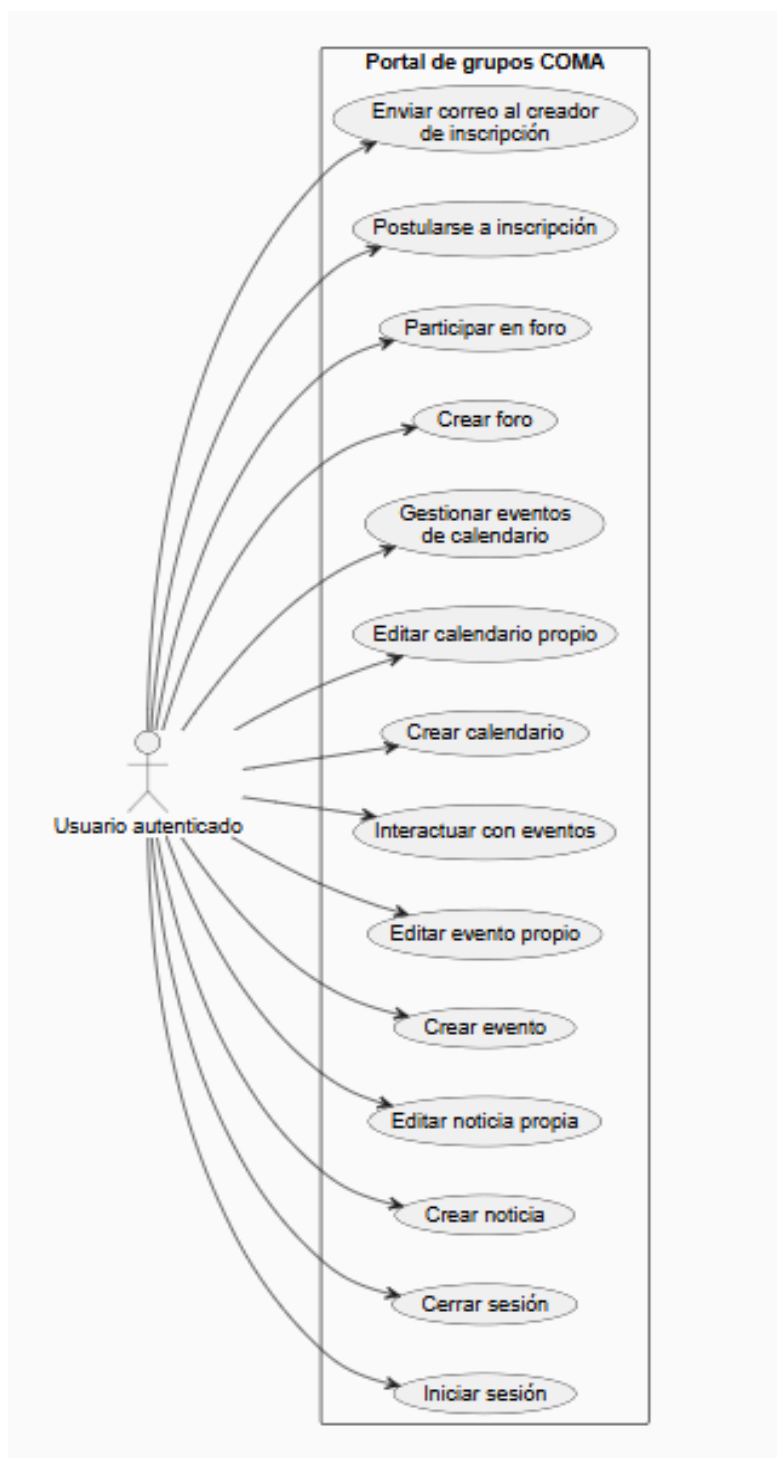 Portal de grupos COMA
Enviar correo al creador
de inscripción
Postularse a inscripción
Participar en foro
Crear foro
Gestionar eventos
de calendario
Editar calendario propio
Crear calendario
Usuario autenticado
Interactuar con eventos
Editar evento propio
Crear evento
Editar noticia propia
Crear noticia
Cerrar sesión
Iniciar sesión